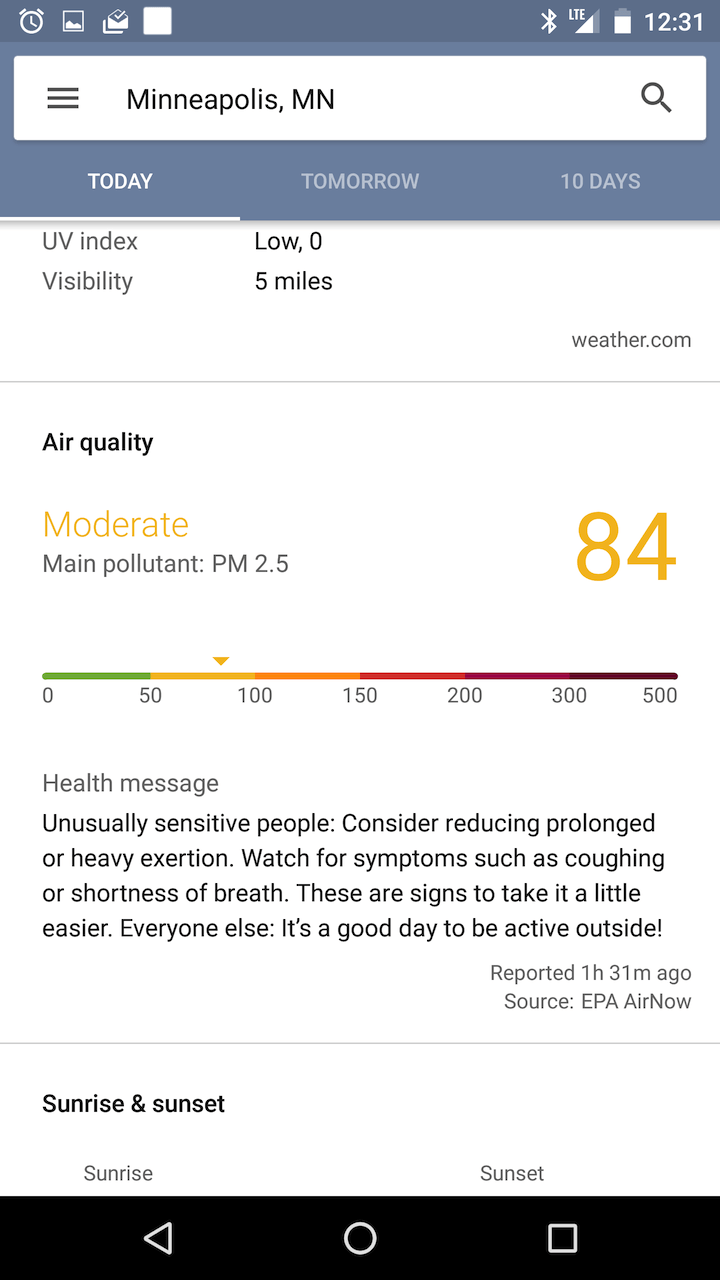 LTE 12:31
Minneapolis, MN
TODAY TOMORROW 10 DAYS
UV index Low, 0
Visibility 5 miles
weather.com
Air quality
Moderate 84
Main pollutant: PM 2.5
0 50 100 150 200 300 500
Health message
Unusually sensitive people: Consider reducing prolonged
or heavy exertion. Watch for symptoms such as coughing
or shortness of breath. These are signs to take it a little
easier. Everyone else: It’s a good day to be active outside!
Reported 1h 31m ago
Source: EPA AirNow
Sunrise & sunset
Sunrise Sunset